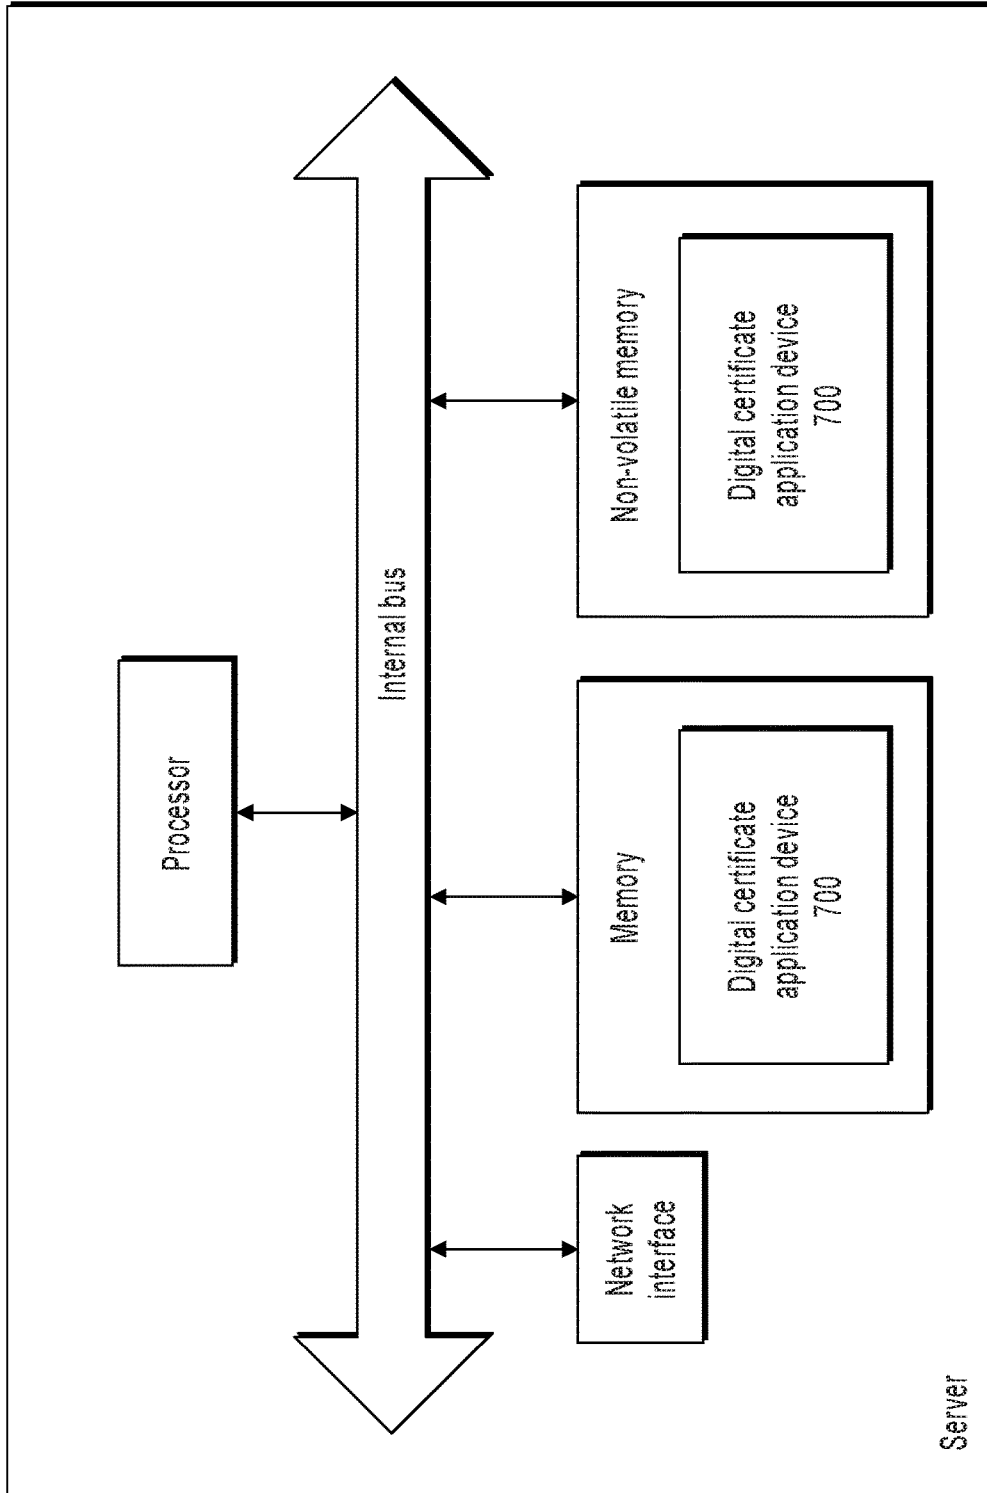 Processor
Internal bus
Network
interface
Memory
Digital certificate
application device
700
Non-volatile memory
Digital certificate
application device
700
Server